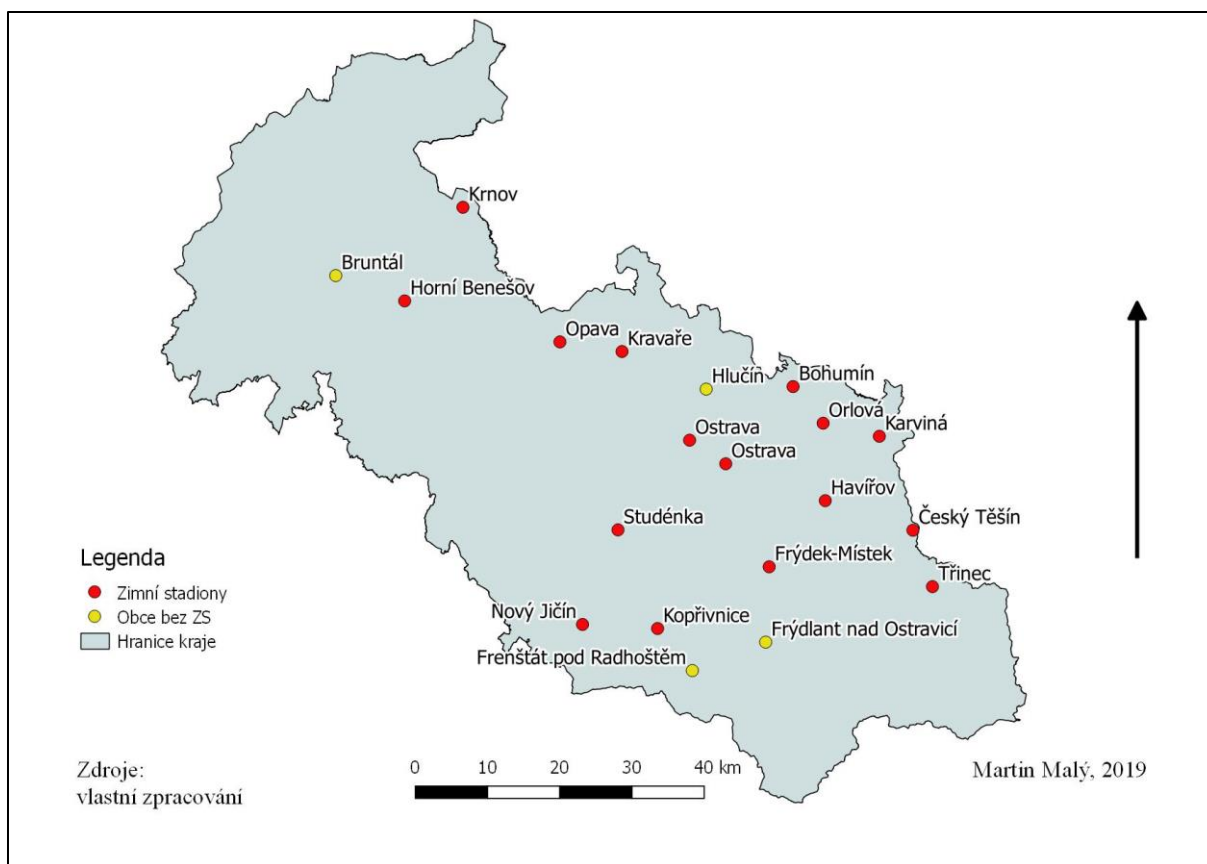 Krnov
Bruntál
Horní Benešov
Opava
Kravaře
Hlučín
Bohumín
Orlová
Karviná
Ostrava
Ostrava
Havířov
Studénka
Český Těšín
Frýdek-Místek
Třinec
Nový Jičín
Kopřivnice
Frýdlant nad Ostravicí
Frenštát pod Radhoštěm
Legenda
Zimní stadiony
Obce bez ZS
Hranice kraje
Zdroje:
vlastní zpracování
0 10 20 30 40 km
Martin Malý, 2019